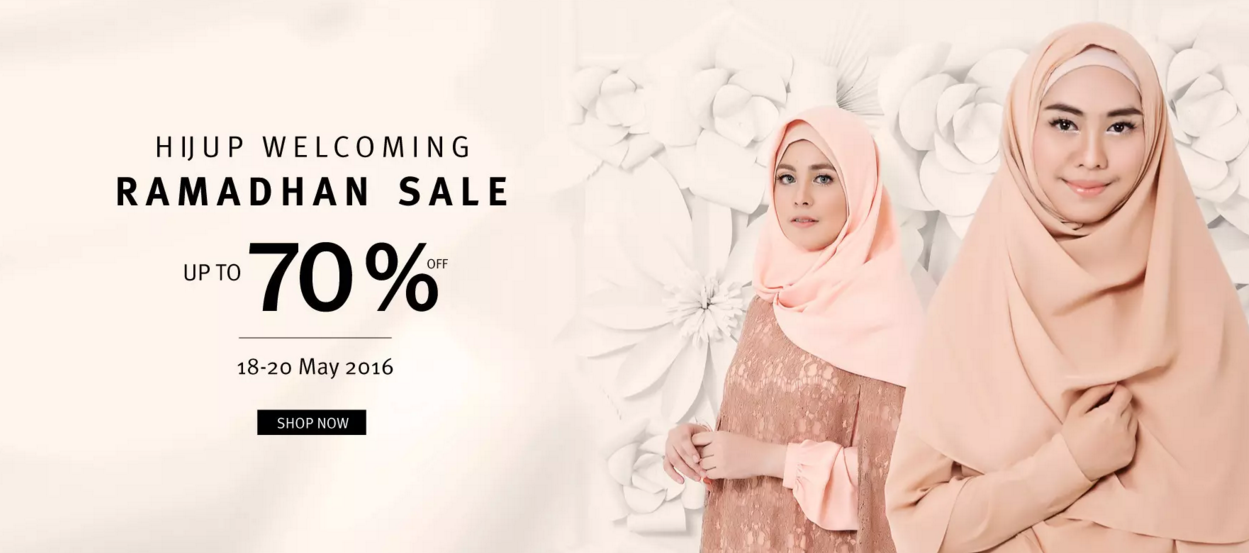 HIJUP WELCOMING
RAMADHAN SALE
UP TO 70% OFF
18-20 May 2016
SHOP NOW